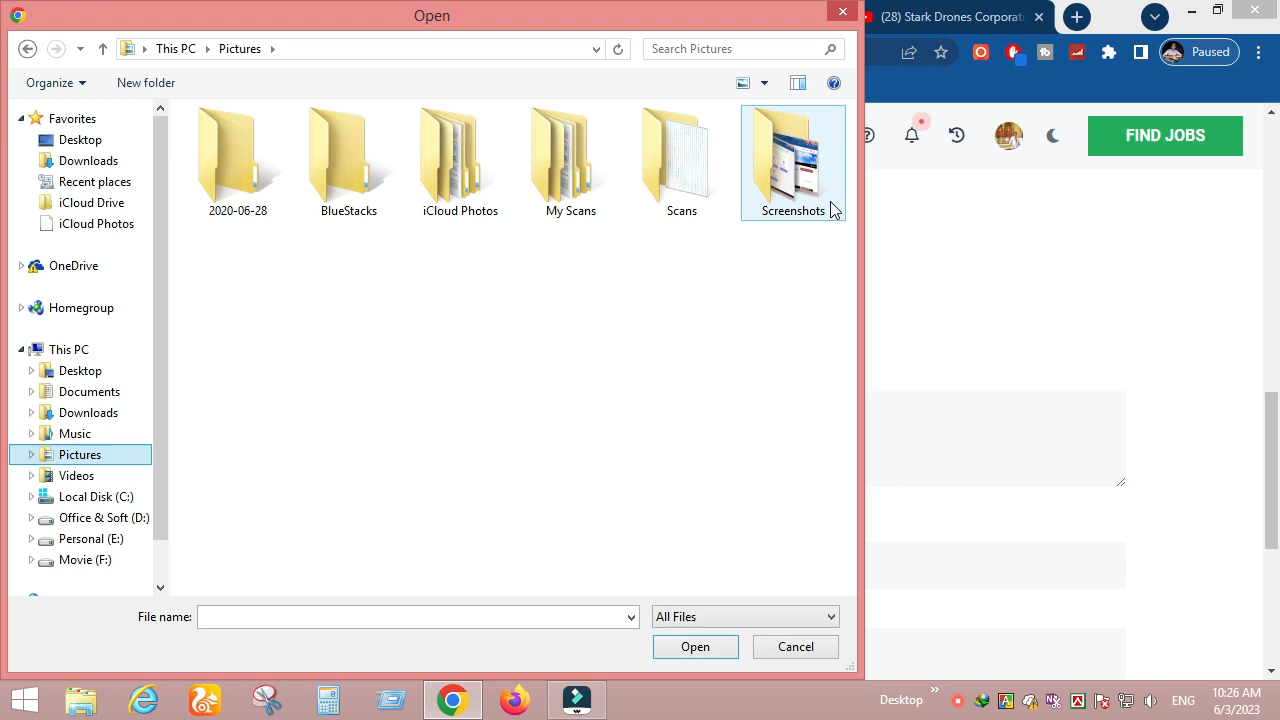 Open
(28) Stark Drones Corporati
This PC
Pictures
Search Pictures
Paused
Organize
New folder
Favorites
Desktop
Downloads
Recent places
iCloud Drive
iCloud Photos
OneDrive
Homegroup
This PC
Desktop
Documents
Downloads
Music
Pictures
Videos
Local Disk (C:)
Office & Soft (D:)
Personal (E:)
Movie (F:)
2020-06-28
BlueStacks
iCloud Photos
My Scans
Scans
Screenshots
FIND JOBS
File name:
All Files
Open
Cancel
Desktop
ENG
10:26 AM
6/3/2023